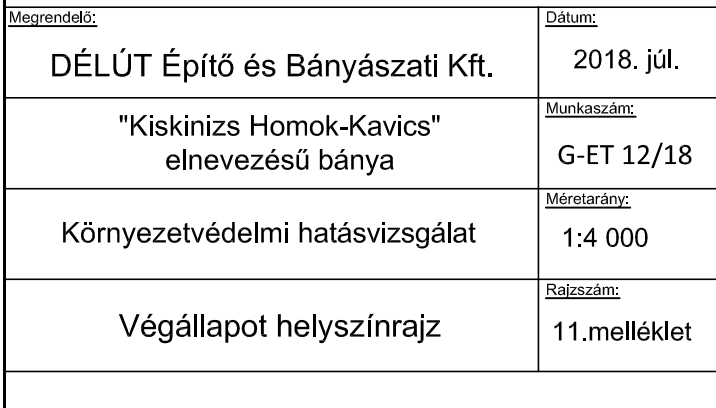 Megrendelő:
DÉLÚT Építő és Bányászati Kft.
Dátum:
2018. júl.
"Kiskinizs Homok-Kavics"
elnevezésű bánya
Munkaszám:
G-ET 12/18
Környezetvédelmi hatásvizsgálat
Méretarány:
1:4 000
Végállapot helyszínrajz
Rajzszám:
11.melléklet